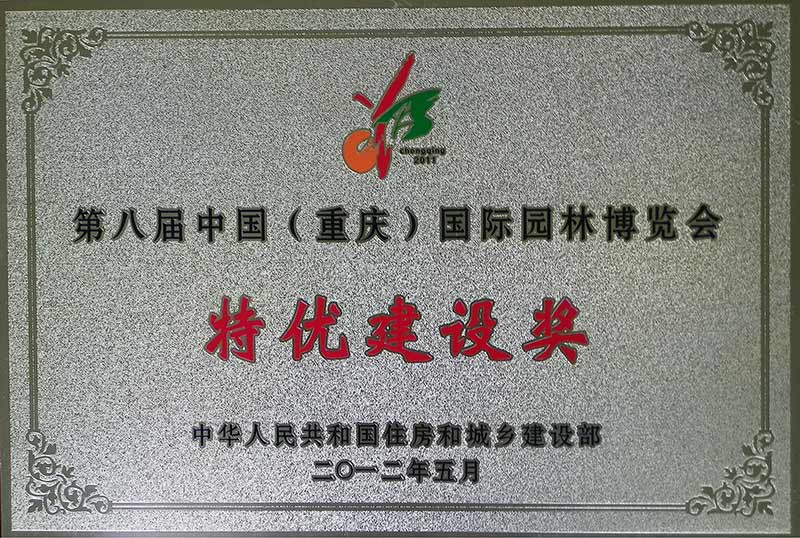 chongqing
2011
第八届中国（重庆）国际园林博览会
特优建设奖
中华人民共和国住房和城乡建设部
二〇一二年五月